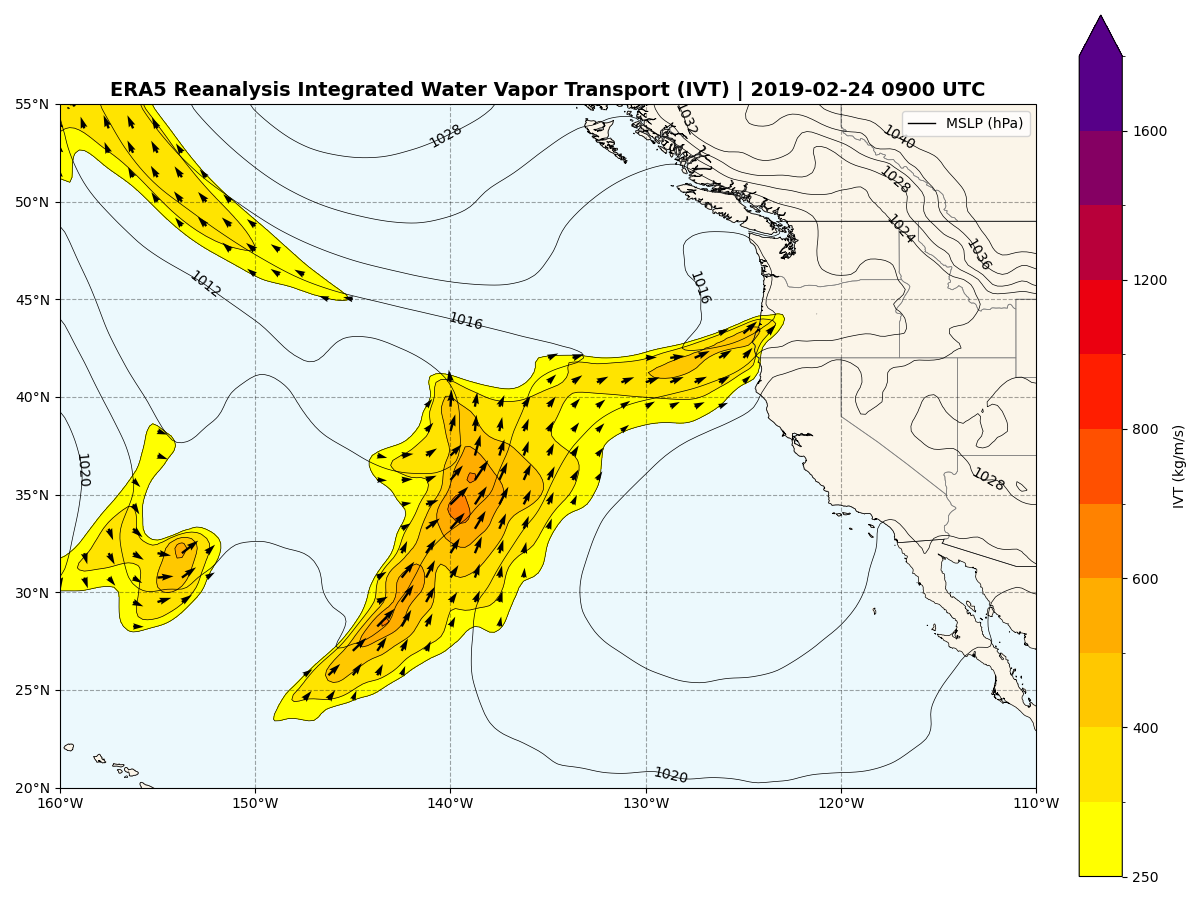 ERA5 Reanalysis Integrated Water Vapor Transport (IVT) | 2019-02-24 0900 UTC
MSLP (hPa)
55°N
50°N
45°N
40°N
35°N
30°N
25°N
20°N
160°W
150°W
140°W
130°W
120°W
110°W
1028
1032
1040
1028
1024
1036
1012
1016
1016
1020
1028
1020
1600
1200
800
600
400
250
IVT (kg/m/s)